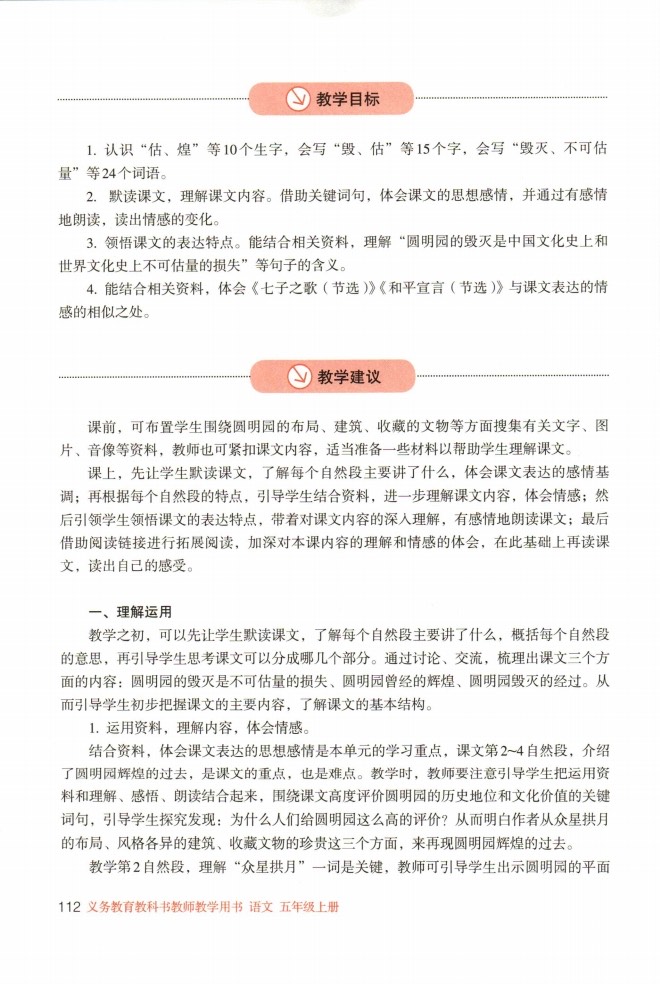 教学目标
1. 认识“估、煌”等10个生字，会写“毁、估”等15个字，会写“毁灭、不可估
量”等24个词语。
2. 默读课文，理解课文内容。借助关键词句，体会课文的思想感情，并通过有感情
地朗读，读出情感的变化。
3. 领悟课文的表达特点。能结合相关资料，理解“圆明园的毁灭是中国文化史上和
世界文化史上不可估量的损失”等句子的含义。
4. 能结合相关资料，体会《七子之歌（节选）》《和平宣言（节选）》与课文表达的情
感的相似之处。
教学建议
课前，可布置学生围绕圆明园的布局、建筑、收藏的文物等方面搜集有关文字、图
片、音像等资料，教师也可紧扣课文内容，适当准备一些材料以帮助学生理解课文。
课上，先让学生默读课文，了解每个自然段主要讲了什么，体会课文表达的感情基
调；再根据每个自然段的特点，引导学生结合资料，进一步理解课文内容，体会情感；然
后引领学生领悟课文的表达特点，带着对课文内容的深入理解，有感情地朗读课文；最后
借助阅读链接进行拓展阅读，加深对本课内容的理解和情感的体会，在此基础上再读课
文，读出自己的感受。
一、理解运用
教学之初，可以先让学生默读课文，了解每个自然段主要讲了什么，概括每个自然段
的意思，再引导学生思考课文可以分成哪几个部分。通过讨论、交流，梳理出课文三个方
面的内容：圆明园的毁灭是不可估量的损失、圆明园曾经的辉煌、圆明园毁灭的经过。从
而引导学生初步把握课文的主要内容，了解课文的基本结构。
1. 运用资料，理解内容，体会情感。
结合资料，体会课文表达的思想感情是本单元的学习重点，课文第2~4自然段，介绍
了圆明园辉煌的过去，是课文的重点，也是难点。教学时，教师要注意引导学生把运用资
料和理解、感悟、朗读结合起来，围绕课文高度评价圆明园的历史地位和文化价值的关键
词句，引导学生探究发现：为什么人们给圆明园这么高的评价？从而明白作者从众星拱月
的布局、风格各异的建筑、收藏文物的珍贵这三个方面，来再现圆明园辉煌的过去。
教学第2自然段，理解“众星拱月”一词是关键，教师可引导学生出示圆明园的平面
112 义务教育教科书教师教学用书 语文 五年级上册